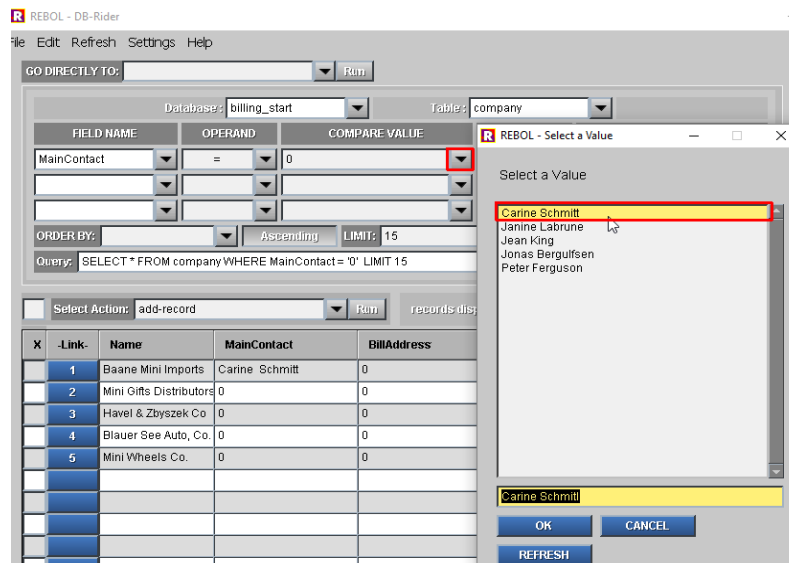 REBOL - DB-Rider
File Edit Refresh Settings Help
GO DIRECTLY TO: Run
Database: billing_start Table: company
FIELD NAME OPERAND COMPARE VALUE
MainContact = 0
ORDER BY: Ascending LIMIT: 15
Query: SELECT * FROM company WHERE MainContact = '0' LIMIT 15
Select Action: add-record Run records
X -Link- Name MainContact BillAddress
1 Baane Mini Imports Carine Schmitt 0
2 Mini Gifts Distributors 0 0
3 Havel & Zbyszek Co 0 0
4 Blauer See Auto, Co. 0 0
5 Mini Wheels Co. 0 0
REBOL - Select a Value
Select a Value
Carine Schmitt
Janine Labrune
Jean King
Jonas Bergulfsen
Peter Ferguson
Carine Schmitt
OK CANCEL
REFRESH